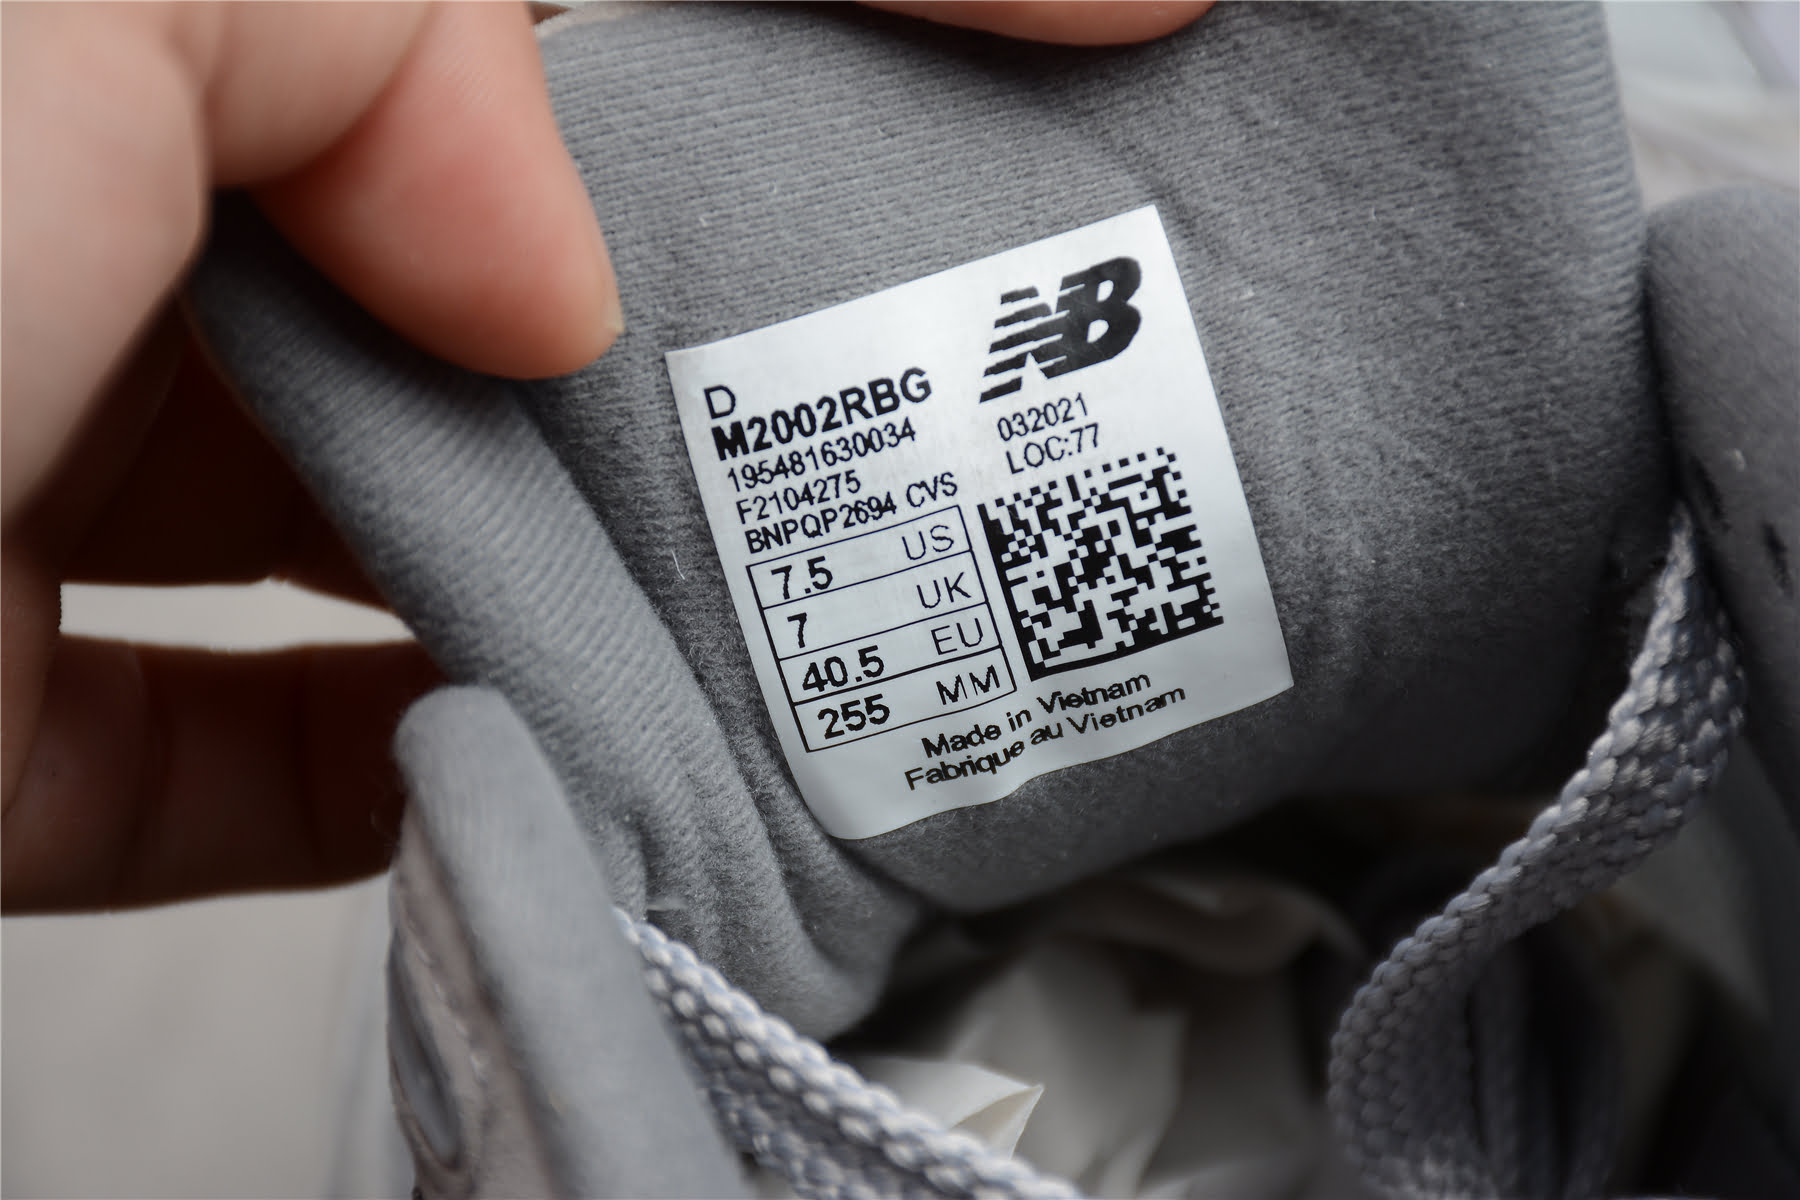 NB
D
M2002RBG
195481630034
F2104275
BNPQP2694 CVS
032021
LOC:77
7.5 US
7 UK
40.5 EU
255 MM
Made in Vietnam
Fabrique au Vietnam